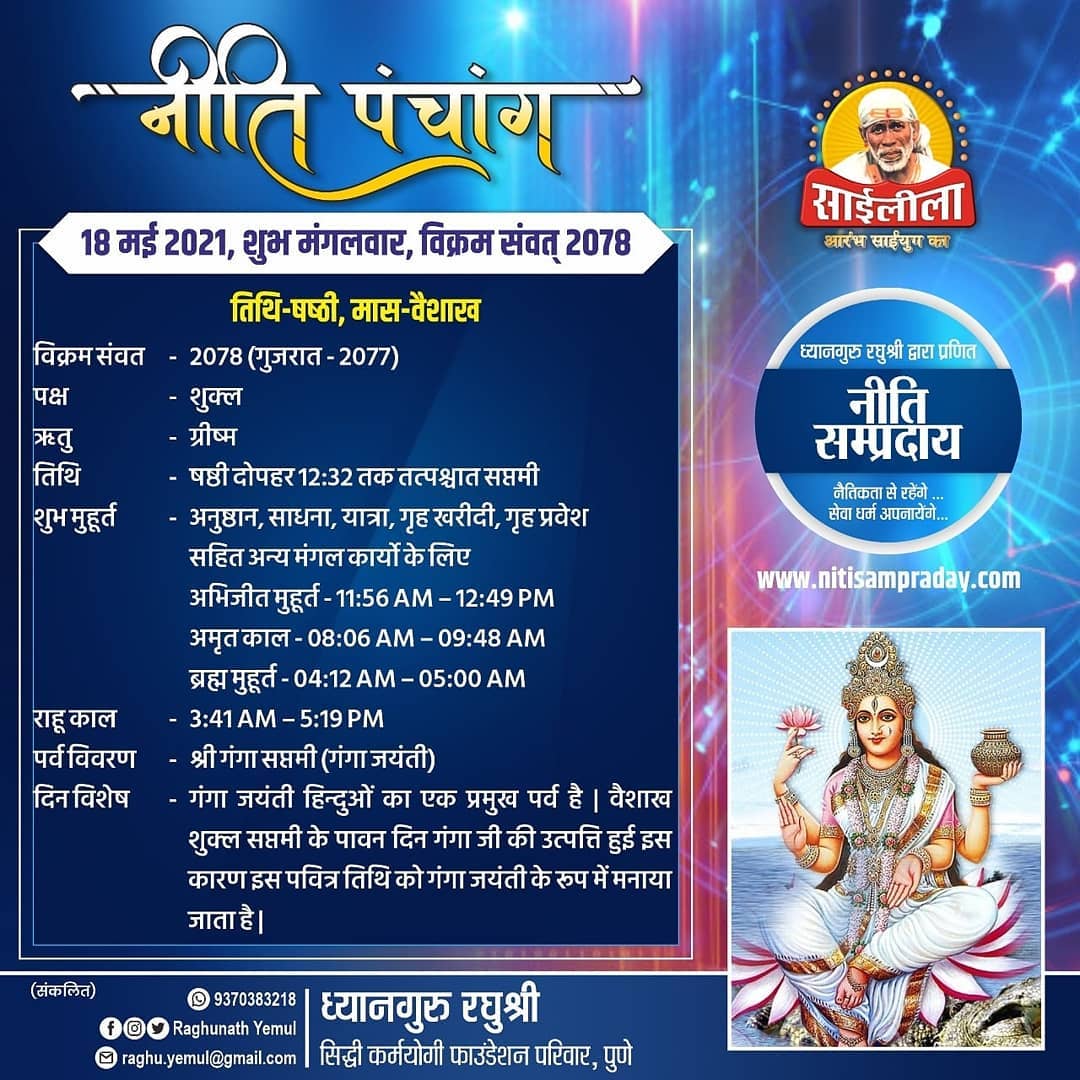 नीति पंचांग
साईलीला
आरंभ साईयुग का
18 मई 2021, शुभ मंगलवार, विक्रम संवत् 2078
तिथि-षष्ठी, मास-वैशाख
विक्रम संवत - 2078 (गुजरात - 2077)
पक्ष - शुक्ल
ऋतु - ग्रीष्म
तिथि - षष्ठी दोपहर 12:32 तक तत्पश्चात सप्तमी
शुभ मुहूर्त - अनुष्ठान, साधना, यात्रा, गृह खरीदी, गृह प्रवेश
सहित अन्य मंगल कार्यो के लिए
अभिजीत मुहूर्त - 11:56 AM – 12:49 PM
अमृत काल - 08:06 AM – 09:48 AM
ब्रह्म मुहूर्त - 04:12 AM – 05:00 AM
राहू काल - 3:41 AM – 5:19 PM
पर्व विवरण - श्री गंगा सप्तमी (गंगा जयंती)
दिन विशेष - गंगा जयंती हिन्दुओं का एक प्रमुख पर्व है | वैशाख
शुक्ल सप्तमी के पावन दिन गंगा जी की उत्पत्ति हुई इस
कारण इस पवित्र तिथि को गंगा जयंती के रूप में मनाया
जाता है |
ध्यानगुरु रघुश्री द्वारा प्रणित
नीति
सम्प्रदाय
नैतिकता से रहेंगे ...
सेवा धर्म अपनायेंगे...
www.nitisampraday.com
(संकलित)
9370383218
Raghunath Yemul
raghu.yemul@gmail.com
ध्यानगुरु रघुश्री
सिद्धी कर्मयोगी फाउंडेशन परिवार, पुणे